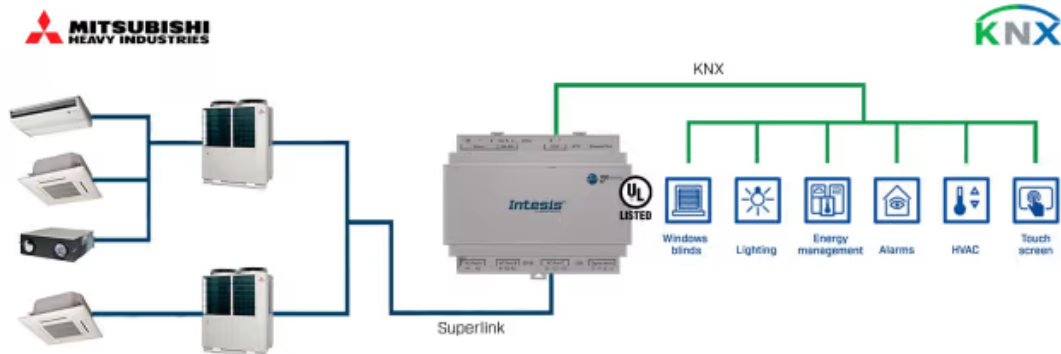 MITSUBISHI
HEAVY INDUSTRIES
KNX
KNX
Intesis
UL
LISTED
Windows
blinds
Lighting
Energy
management
Alarms
HVAC
Touch
screen
Superlink